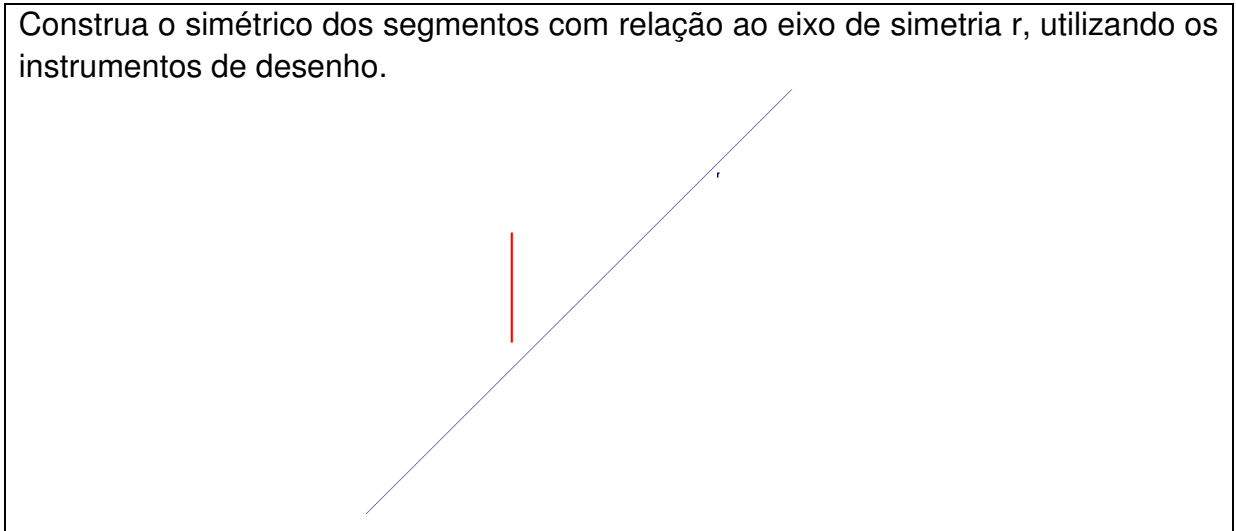 Construa o simétrico dos segmentos com relação ao eixo de simetria r, utilizando os
instrumentos de desenho.
r